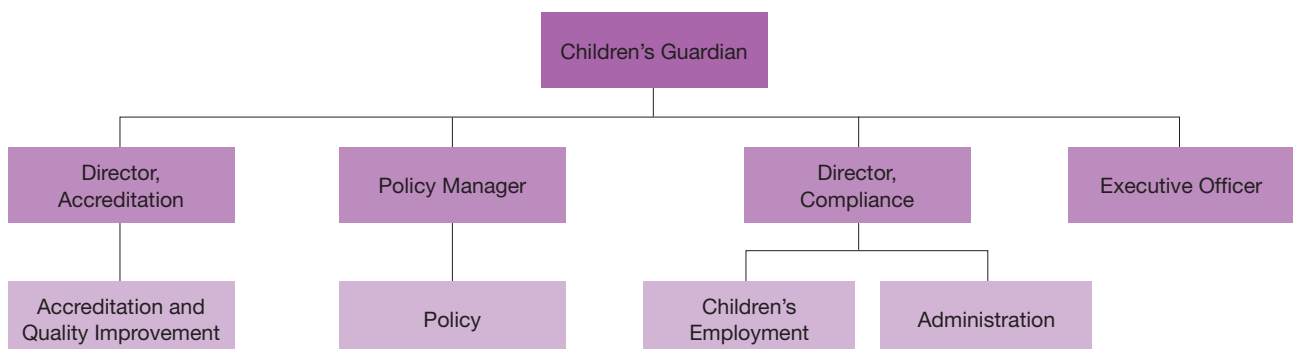 Children’s Guardian
Director,
Accreditation
Policy Manager
Director,
Compliance
Executive Officer
Accreditation and
Quality Improvement
Policy
Children’s
Employment
Administration